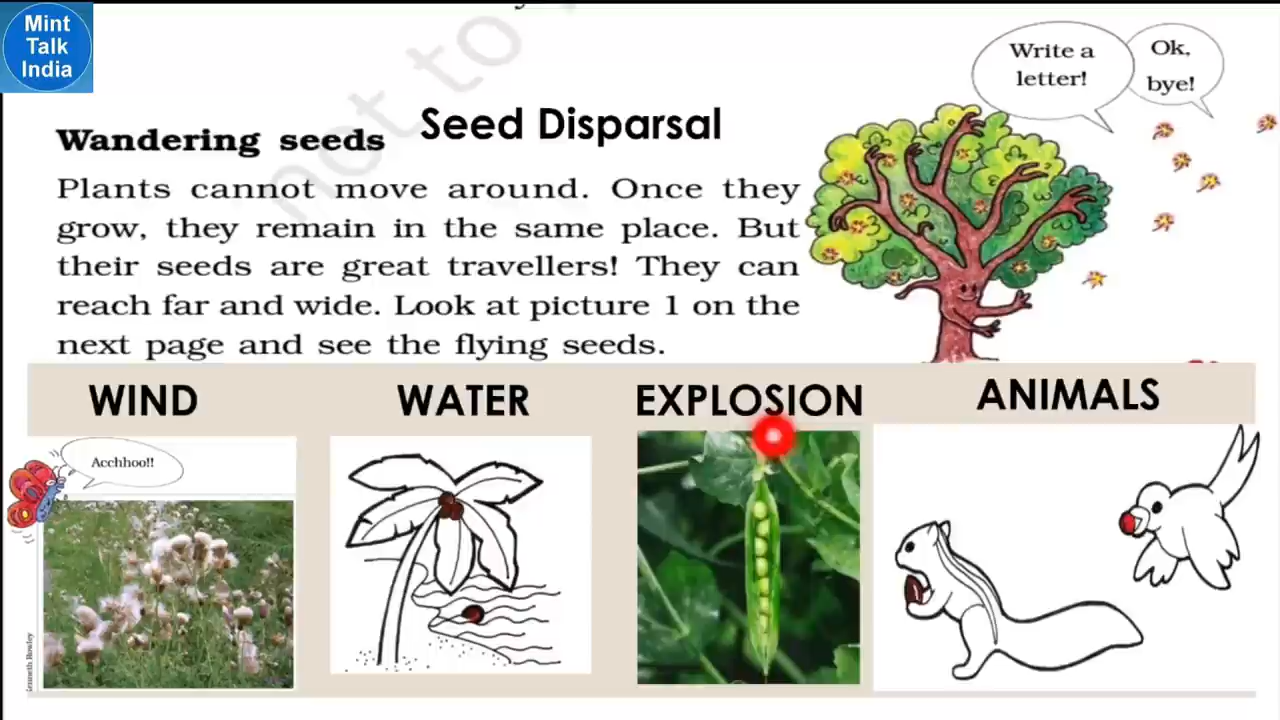 Mint
Talk
India
not to
Write a
letter!
Ok,
bye!
Wandering seeds
Seed Disparsal
Plants cannot move around. Once they
grow, they remain in the same place. But
their seeds are great travellers! They can
reach far and wide. Look at picture 1 on the
next page and see the flying seeds.
WIND
WATER
EXPLOSION
ANIMALS
Acchhoo!!